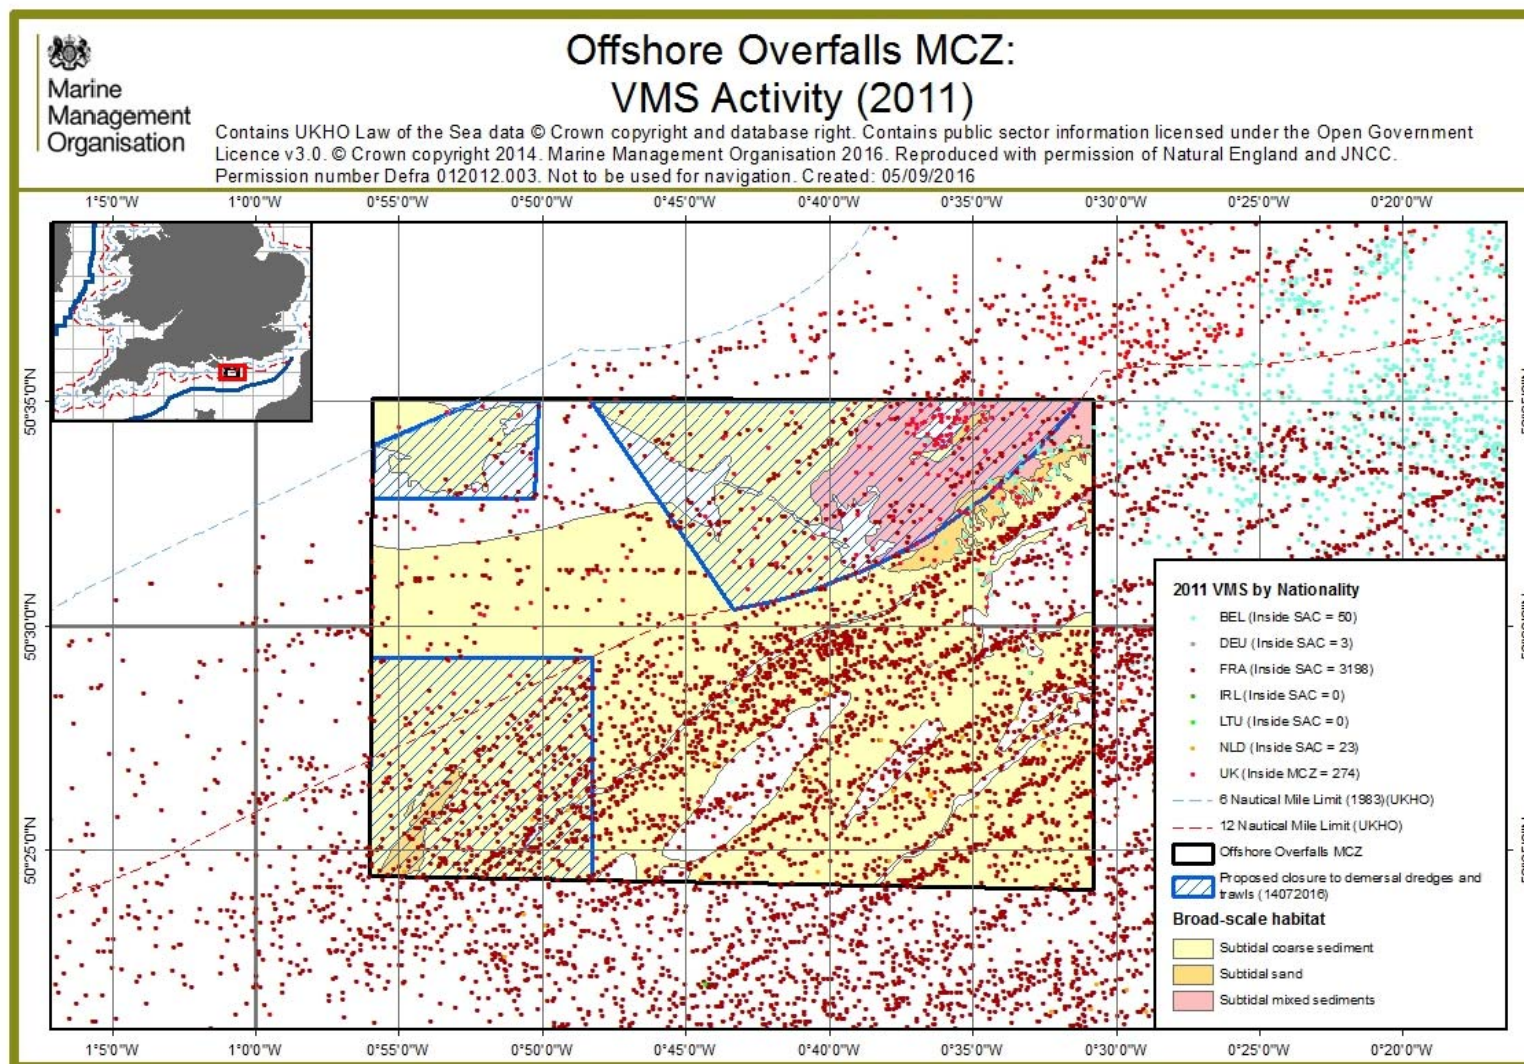 Marine
Management
Organisation
Offshore Overfalls MCZ:
VMS Activity (2011)
Contains UKHO Law of the Sea data © Crown copyright and database right. Contains public sector information licensed under the Open Government
Licence v3.0. © Crown copyright 2014. Marine Management Organisation 2016. Reproduced with permission of Natural England and JNCC.
Permission number Defra 012012.003. Not to be used for navigation. Created: 05/09/2016
1°5'0"W 1°0'0"W 0°55'0"W 0°50'0"W 0°45'0"W 0°40'0"W 0°35'0"W 0°30'0"W 0°25'0"W 0°20'0"W
50°35'0"N
50°30'0"N
50°25'0"N
2011 VMS by Nationality
BEL (Inside SAC = 50)
DEU (Inside SAC = 3)
FRA (Inside SAC = 3198)
IRL (Inside SAC = 0)
LTU (Inside SAC = 0)
NLD (Inside SAC = 23)
UK (Inside MCZ = 274)
6 Nautical Mile Limit (1983)(UKHO)
12 Nautical Mile Limit (UKHO)
Offshore Overfalls MCZ
Proposed closure to demersal dredges and
trawls (14072016)
Broad-scale habitat
Subtidal coarse sediment
Subtidal sand
Subtidal mixed sediments
1°5'0"W 1°0'0"W 0°55'0"W 0°50'0"W 0°45'0"W 0°40'0"W 0°35'0"W 0°30'0"W 0°25'0"W 0°20'0"W